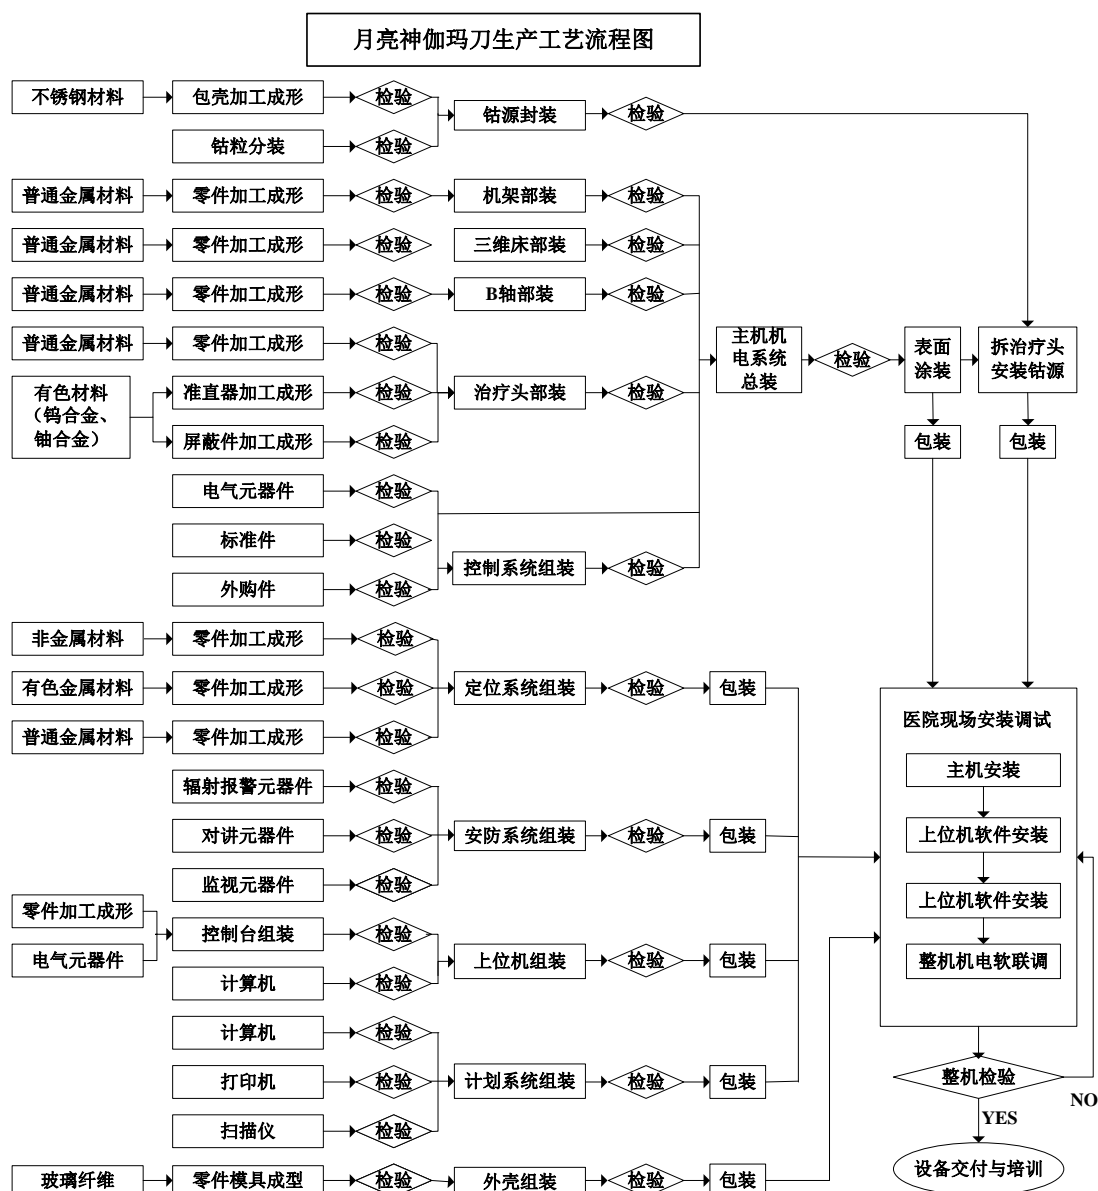 月亮神伽玛刀生产工艺流程图
不锈钢材料 包壳加工成形 检验 钴源封装 检验
钴粒分装 检验
普通金属材料 零件加工成形 检验 机架部装 检验
普通金属材料 零件加工成形 检验 三维床部装 检验
普通金属材料 零件加工成形 检验 B轴部装 检验
普通金属材料 零件加工成形 检验
主机机
电系统
总装
检验
表面
涂装
拆治疗头
安装钴源
有色材料
(钨合金、
铀合金)
准直器加工成形 检验 治疗头部装 检验
屏蔽件加工成形 检验
包装 包装
电气元器件 检验
标准件 检验
控制系统组装 检验
外购件 检验
非金属材料 零件加工成形 检验
有色金属材料 零件加工成形 检验 定位系统组装 检验 包装
普通金属材料 零件加工成形 检验
医院现场安装调试
主机安装
上位机软件安装
上位机软件安装
整机机电软联调
辐射报警元器件 检验
对讲元器件 检验 安防系统组装 检验 包装
监视元器件 检验
零件加工成形
电气元器件
控制台组装 检验
上位机组装 检验 包装
计算机 检验
计算机 检验
打印机 检验 计划系统组装 检验 包装
扫描仪 检验
整机检验
NO
YES
设备交付与培训
玻璃纤维 零件模具成型 检验 外壳组装 检验 包装